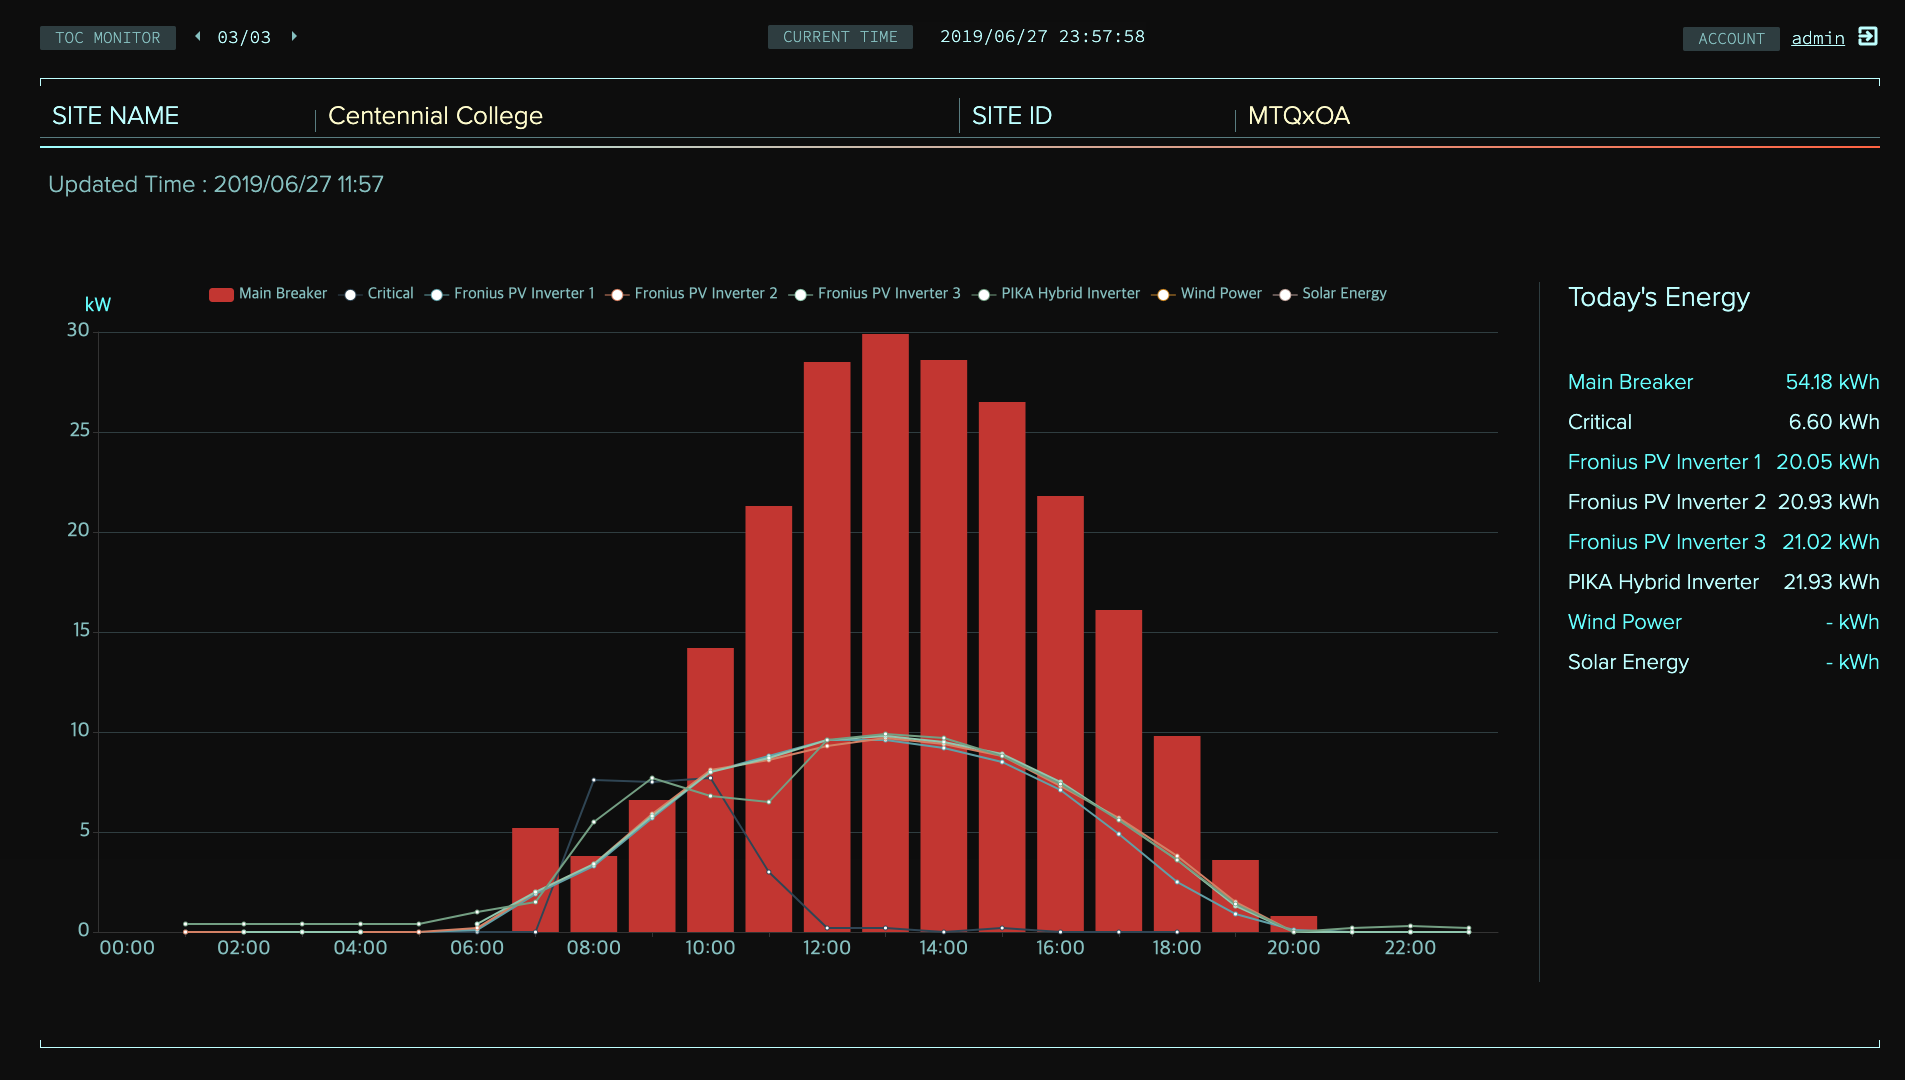 TOC MONITOR 03/03 CURRENT TIME 2019/06/27 23:57:58 ACCOUNT admin
SITE NAME Centennial College SITE ID MTQxOA
Updated Time : 2019/06/27 11:57
kW
Main Breaker Critical Fronius PV Inverter 1 Fronius PV Inverter 2 Fronius PV Inverter 3 PIKA Hybrid Inverter Wind Power Solar Energy
30
25
20
15
10
5
0
00:00 02:00 04:00 06:00 08:00 10:00 12:00 14:00 16:00 18:00 20:00 22:00
Today's Energy
Main Breaker 54.18 kWh
Critical 6.60 kWh
Fronius PV Inverter 1 20.05 kWh
Fronius PV Inverter 2 20.93 kWh
Fronius PV Inverter 3 21.02 kWh
PIKA Hybrid Inverter 21.93 kWh
Wind Power - kWh
Solar Energy - kWh